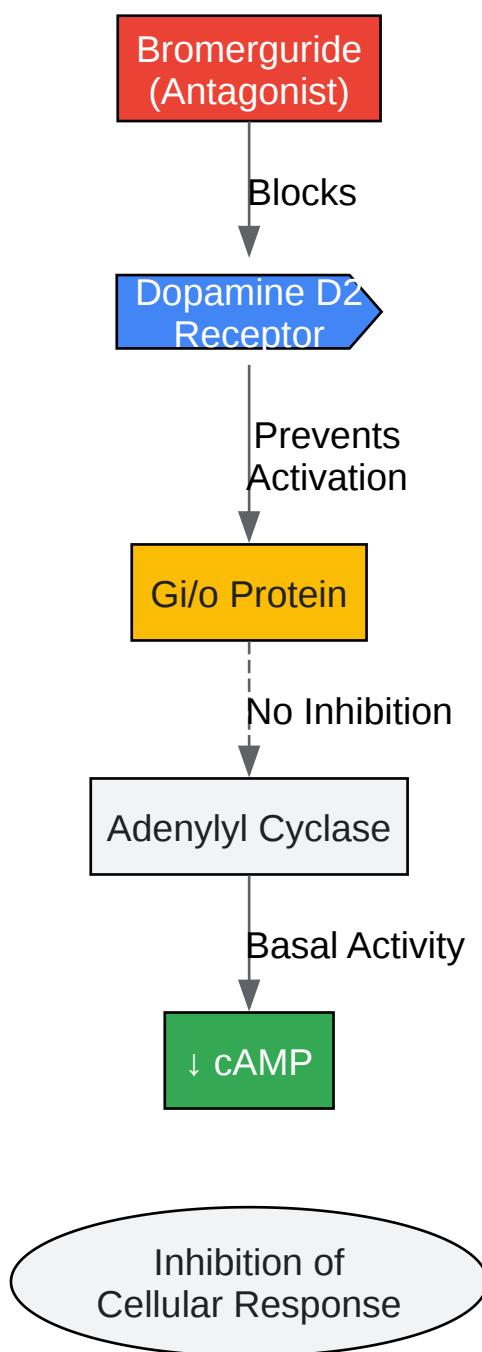 Bromerguride
(Antagonist)
Blocks
Dopamine D2
Receptor
Prevents
Activation
Gi/o Protein
No Inhibition
Adenylyl Cyclase
Basal Activity
↓ cAMP
Inhibition of
Cellular Response